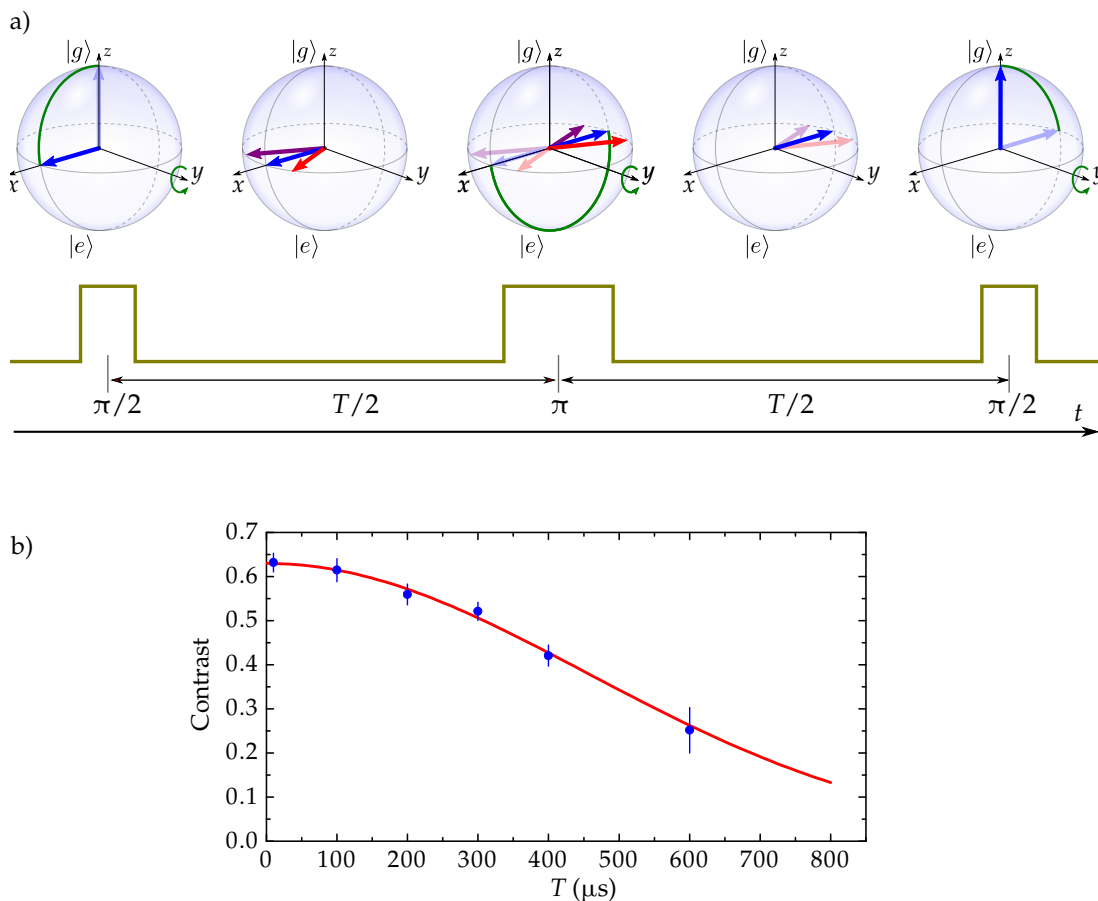 a)
|g⟩ z |g⟩ z |g⟩ z |g⟩ z |g⟩ z
x y x y x y x y x y
|e⟩ |e⟩ |e⟩ |e⟩ |e⟩
π/2 T/2 π T/2 π/2
t
b)
0.7
0.6
0.5
0.4
0.3
0.2
0.1
0.0
Contrast
0 100 200 300 400 500 600 700 800
T (μs)